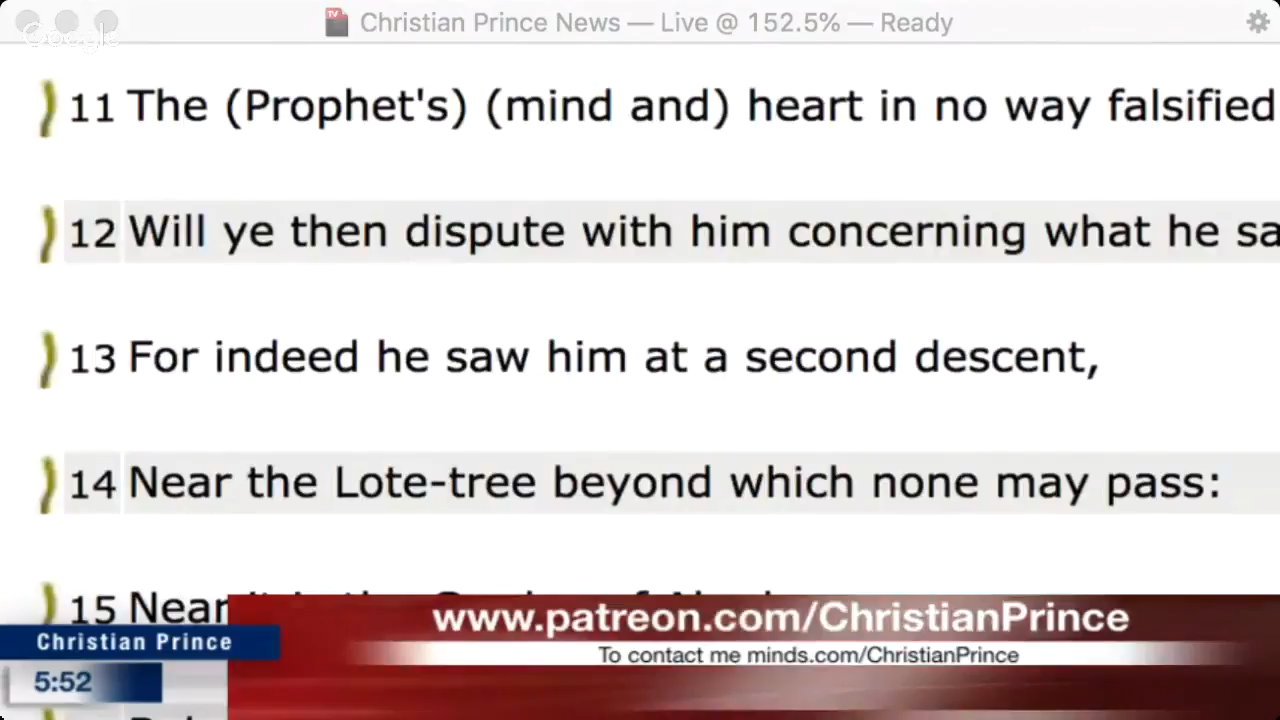 Christian Prince News — Live @ 152.5% — Ready
Google
11 The (Prophet's) (mind and) heart in no way falsified
12 Will ye then dispute with him concerning what he sa
13 For indeed he saw him at a second descent,
14 Near the Lote-tree beyond which none may pass:
15 Near
www.patreon.com/ChristianPrince
Christian Prince
To contact me minds.com/ChristianPrince
5:52